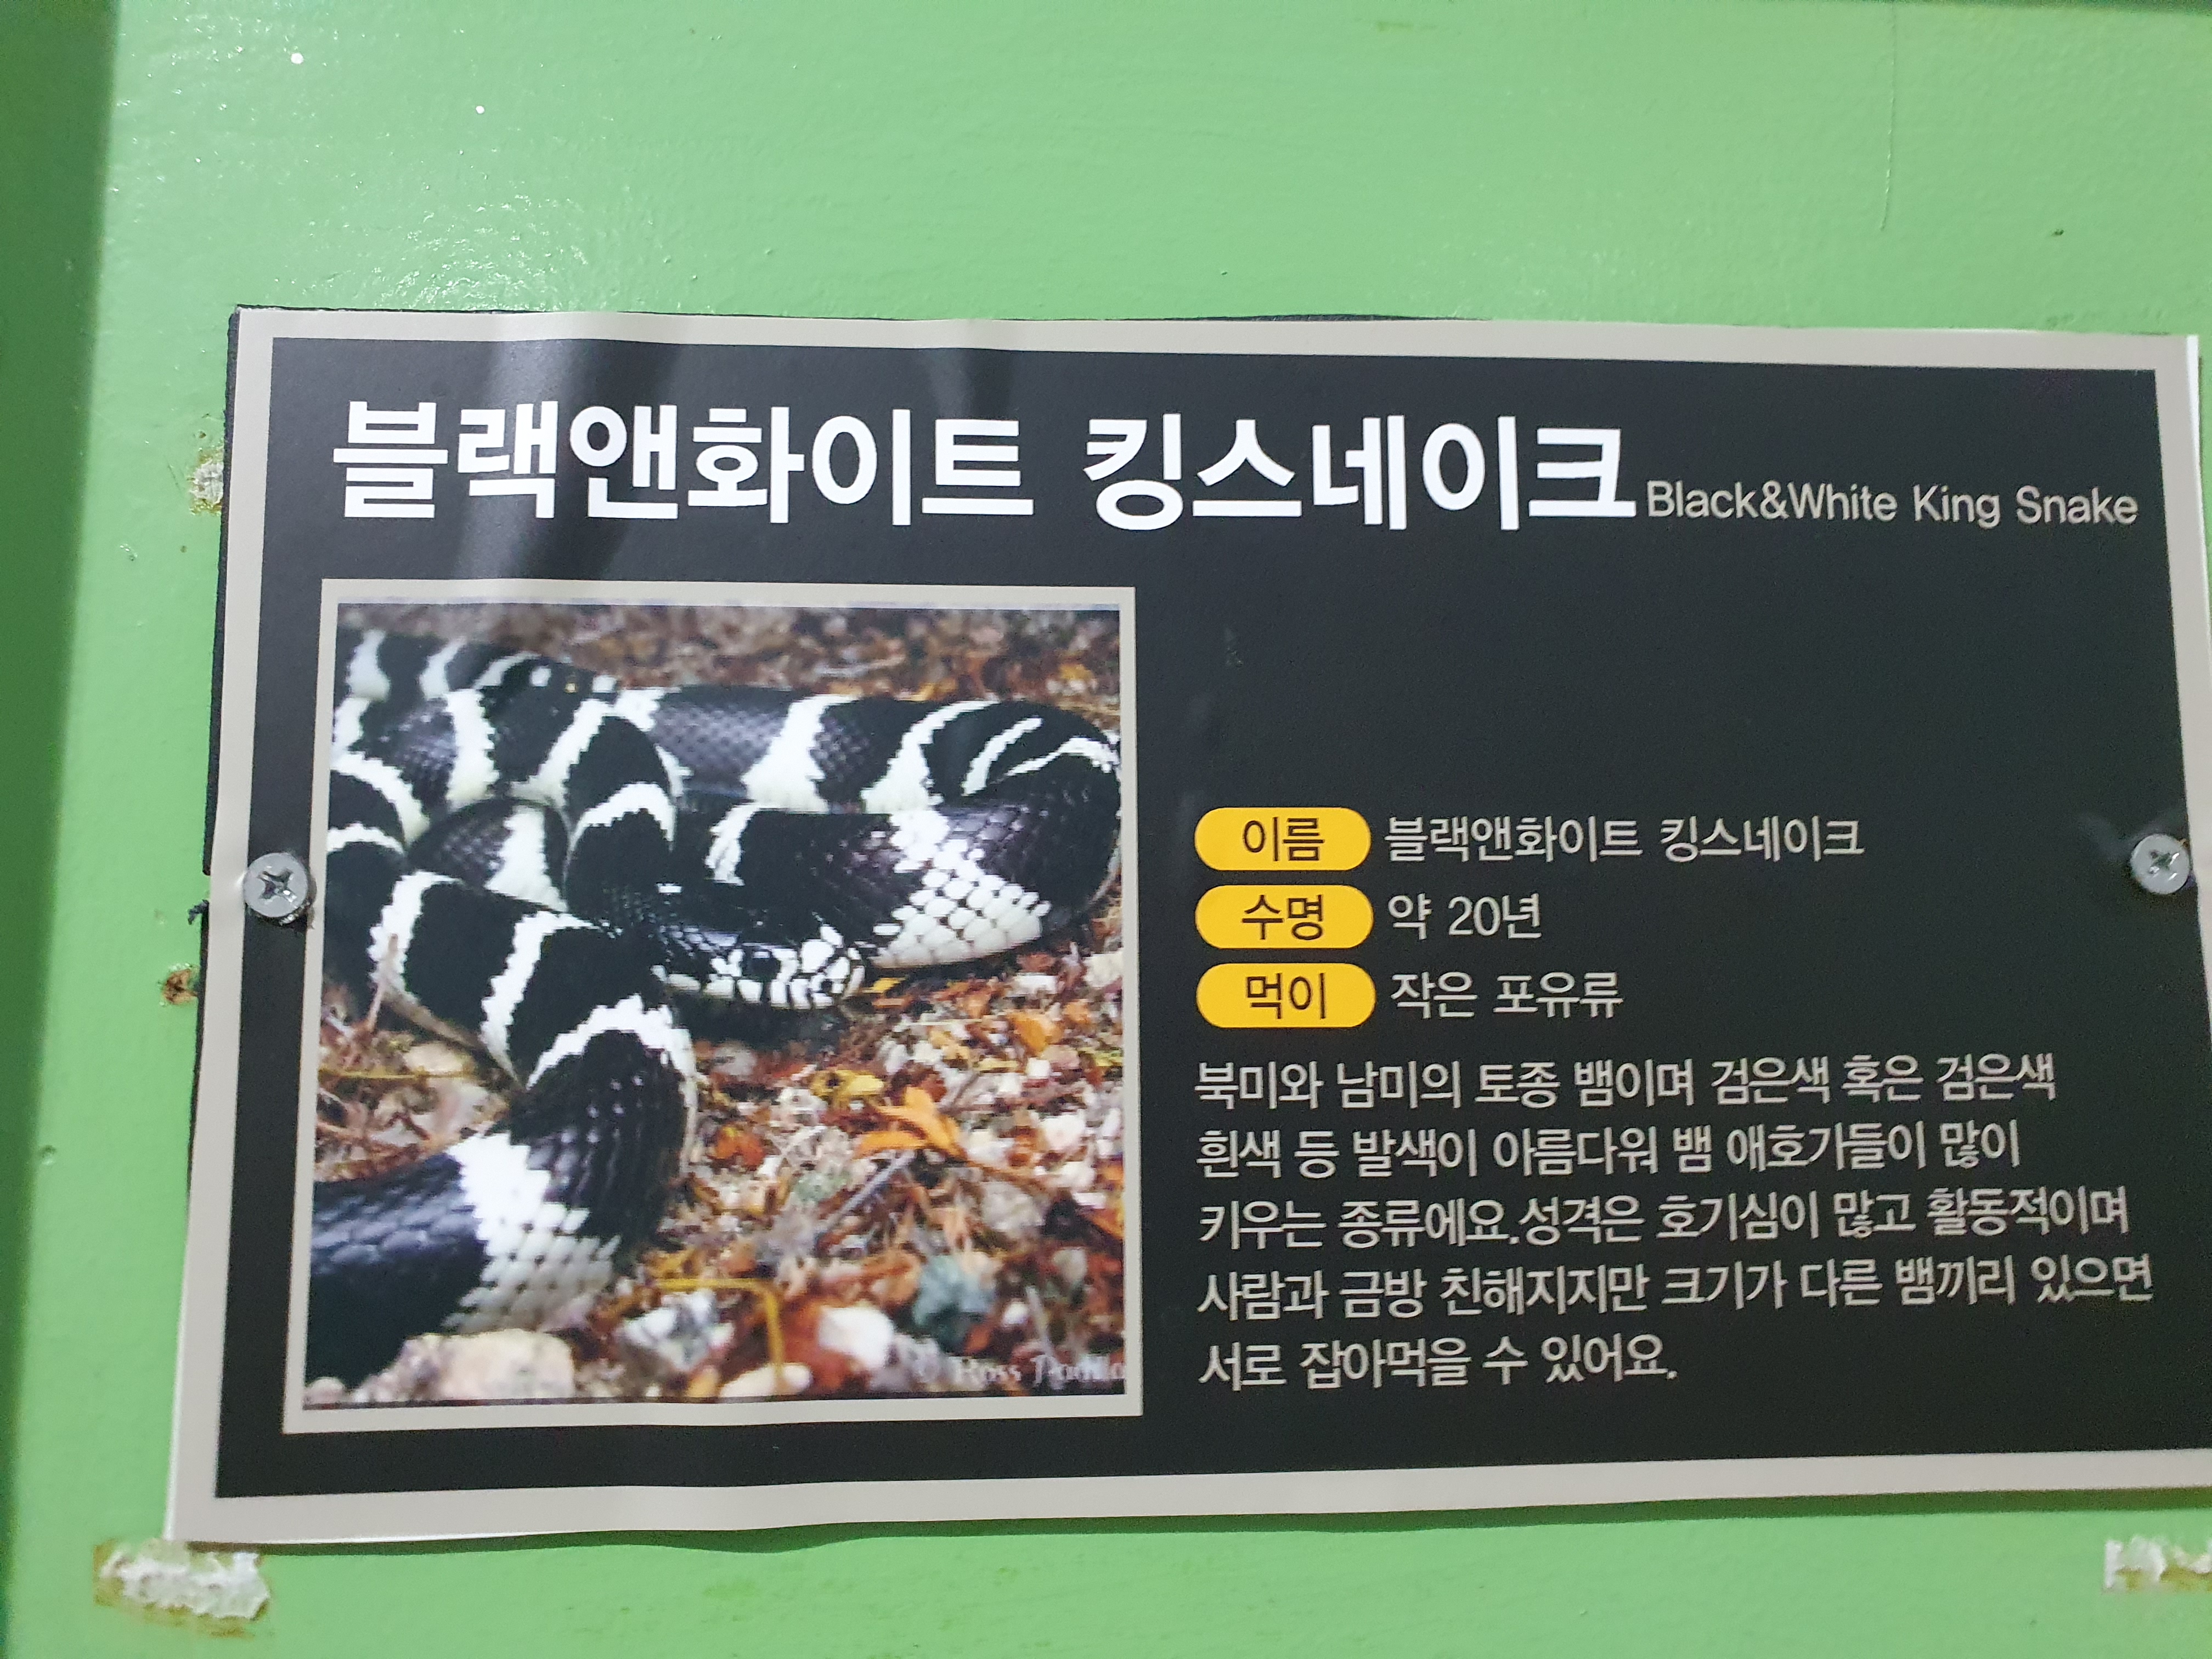 블랙앤화이트 킹스네이크 Black&White King Snake
이름 블랙앤화이트 킹스네이크
수명 약 20년
먹이 작은 포유류
북미와 남미의 토종 뱀이며 검은색 혹은 검은색
흰색 등 발색이 아름다워 뱀 애호가들이 많이
키우는 종류에요.성격은 호기심이 많고 활동적이며
사람과 금방 친해지지만 크기가 다른 뱀끼리 있으면
서로 잡아먹을 수 있어요.
© Ross